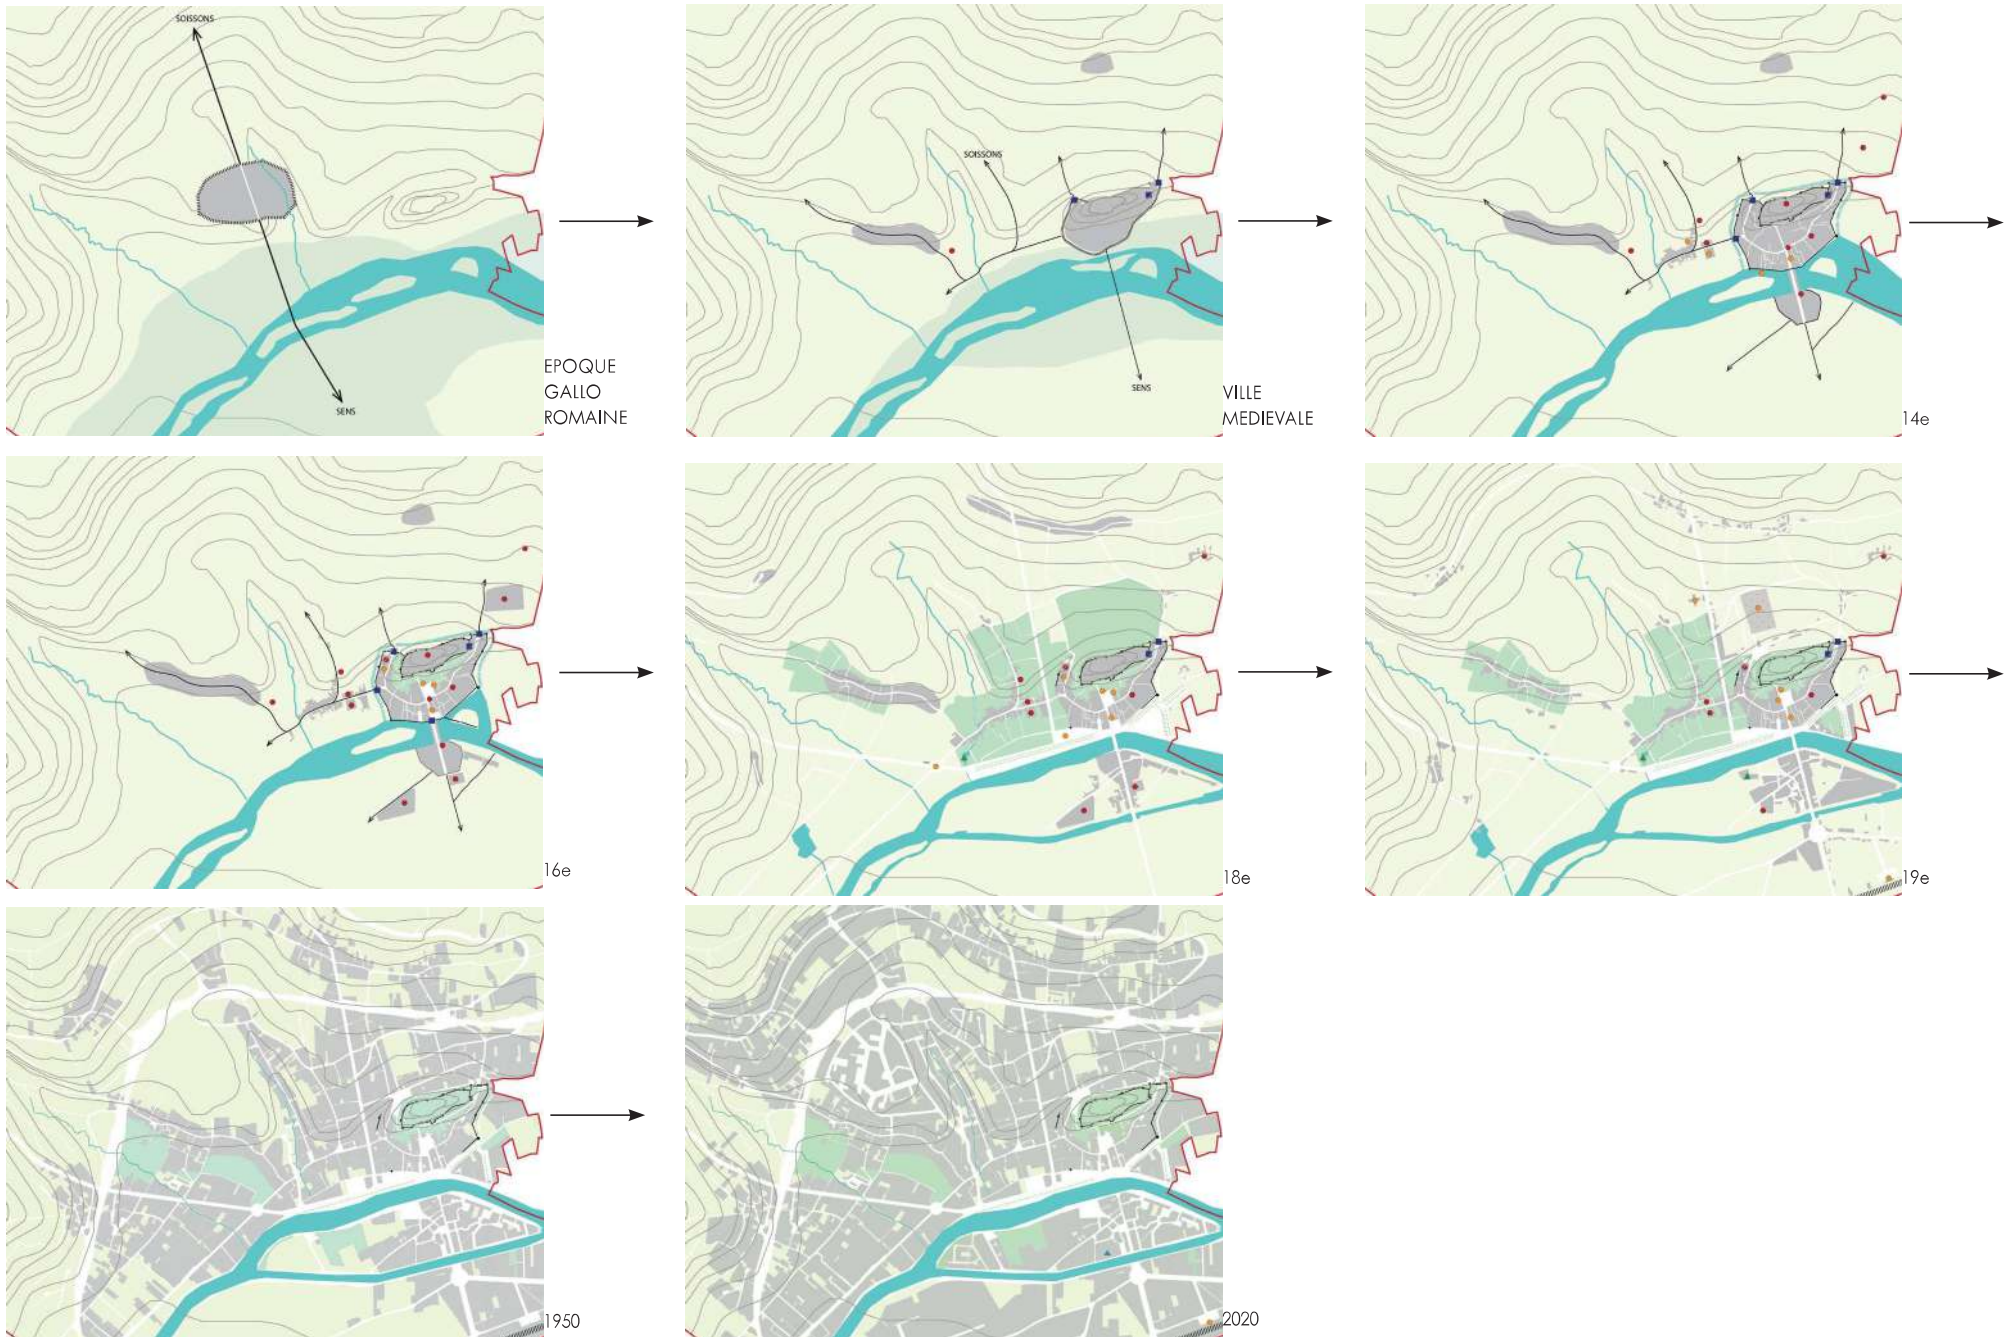 SOISSONS
SENS
EPOQUE
GALLO
ROMAINE
SOISSONS
SENS
VILLE
MEDIEVALE
14e
16e
18e
19e
1950
2020